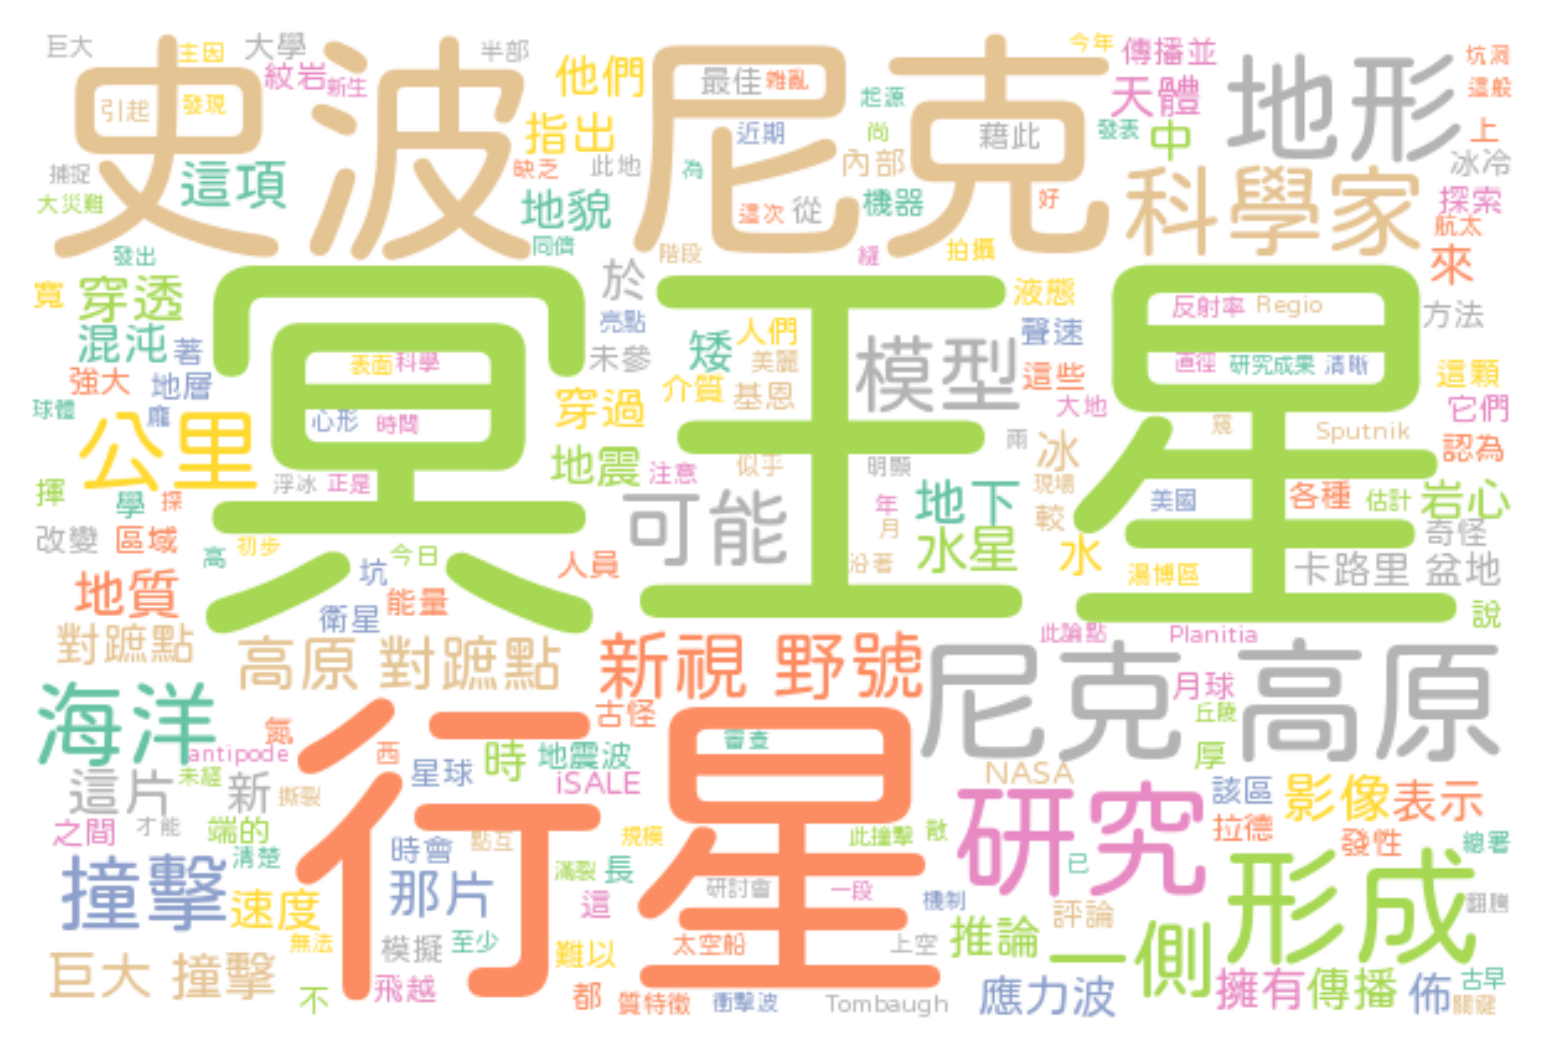 巨大
主因
大學
半部
史波尼克
紋岩
新生
引起
發現
捕捉
大災難
這項
發出
他們
指出
缺乏
此地
地貌
同儕
最佳
雜亂
近期
為
這次
從
階段
縫
起源
尚
藉此
內部
機器
好
拍攝
今年
傳播並
天體
發表
中
地形
坑洞
這般
上
冰冷
探索
航太
科學家
來
方法
寬
穿透
混沌
著
強大
地層
球體
龐
公里
揮
學
探
改變
區域
高
初步
地質
冥王星
表面
科學
心形
時間
浮冰
正是
今日
坑
能量
衛星
於
亮點
未參
穿過
地震
注意
人員
可能
矮
人們
美麗
介質
基恩
似乎
模型
明顯
年
月
沿著
地下
水星
液態
聲速
這些
大地
兩
冰
現場
較
水
反射率
Regio
直徑
研究成果
清晰
窺
Sputnik
美國
各種
估計
湯博區
這顆
它們
認為
岩心
奇怪
卡路里 盆地
說
對蹠點
高原 對蹠點
新視 野號
此論點
Planitia
尼克 高原
月球
丘陵
厚
海洋
氮
antipode
未經
這片
新
撕裂
之間
才能
端的
清楚
撞擊
速度
無法
巨大 撞擊
不
行星
西
星球
時
地震波
古怪
iSALE
審查
時會
點互
那片
模擬
至少
飛越
滿裂
長
這
規模
難以
都
質特徵
研討會
一段
太空船
衝擊波
上空
Tombaugh
此撞擊
敵
機制
NASA
研究
已
評論
推論
一側
應力波
該區
影像
表示
拉德
發性
總署
形成
翻騰
擁有
傳播
佈
古早
關鍵